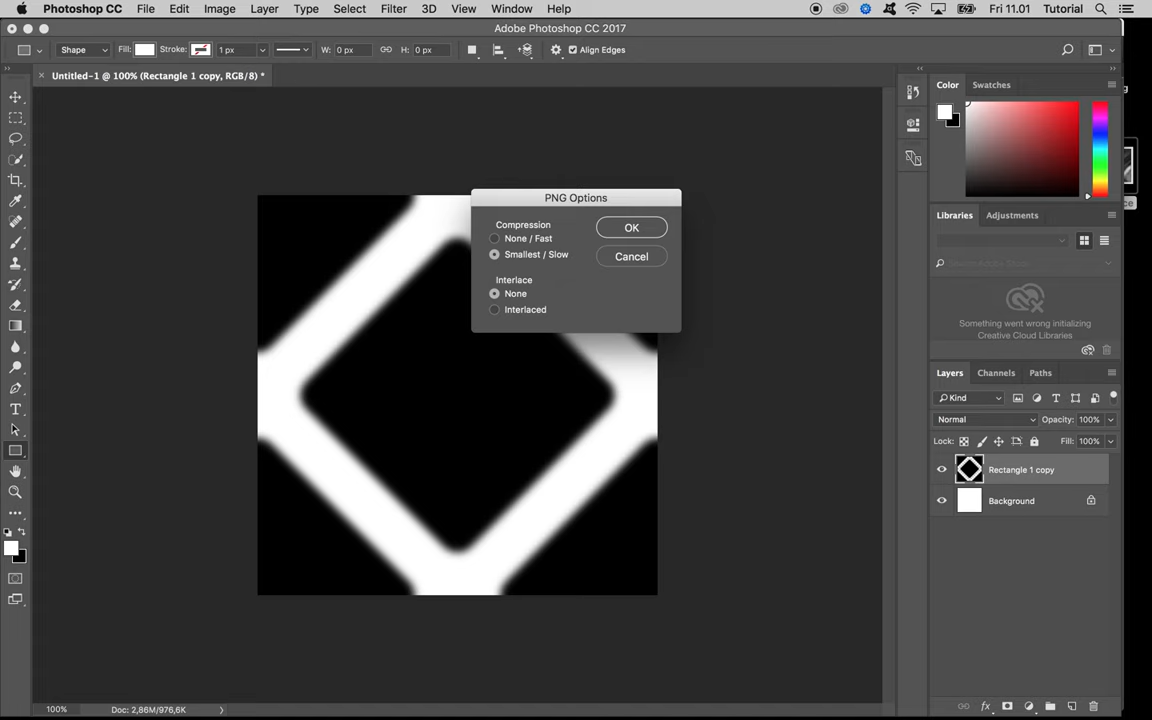 Photoshop CC File Edit Image Layer Type Select Filter 3D View Window Help Fri 11.01 Tutorial
Adobe Photoshop CC 2017
Shape Fill: Stroke: 1 px W: 0 px H: 0 px Align Edges
Untitled-1 @ 100% (Rectangle 1 copy, RGB/8) *
Color Swatches
PNG Options
Compression
None / Fast
Smallest / Slow
OK
Cancel
Interlace
None
Interlaced
Libraries Adjustments
Something went wrong initializing
Creative Cloud Libraries
Layers Channels Paths
Kind
Normal Opacity: 100%
Lock: Fill: 100%
Rectangle 1 copy
Background
100% Doc: 2,86M/976,6K